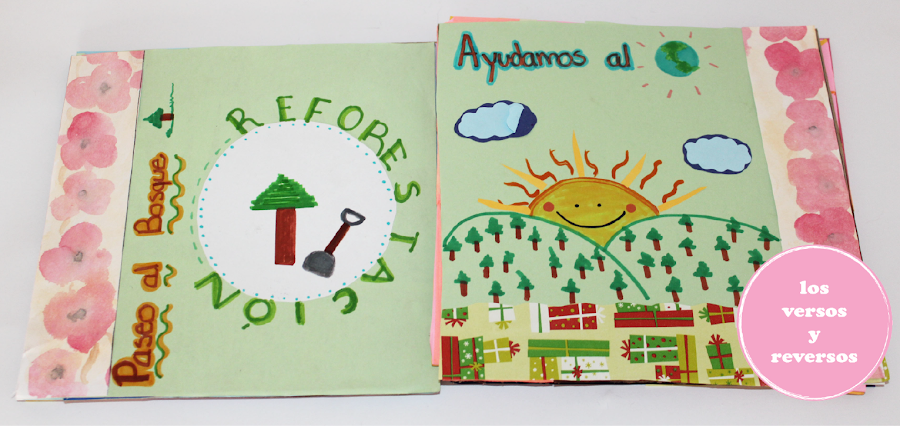 Paseo al Bosque
REFORESTACIÓN
Ayudamos al
los
versos
y
reversos